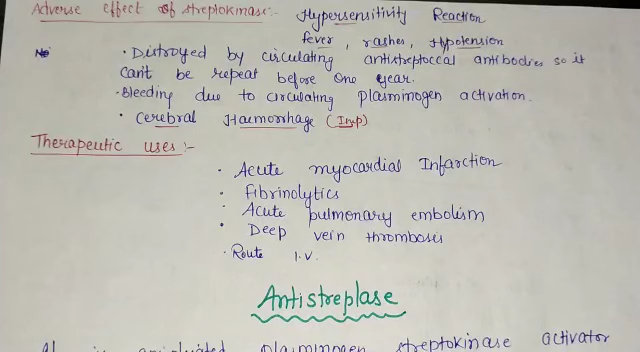 Adverse effect of streptokinase:- Hypersensitivity Reaction
fever, rashes, Hypotension
• Distroyed by circulating antistreptoccal antibodies so it
can't be repeat before one year.
• Bleeding due to circulating plasminogen activation.
• Cerebral Haemorrhage (Imp)
Therapeutic uses :-
• Acute myocardial Infarction
• Fibrinolytics
• Acute pulmonary embolism
• Deep vein thrombosis
• Route I.V.
Antistreplase
streptokinase activator